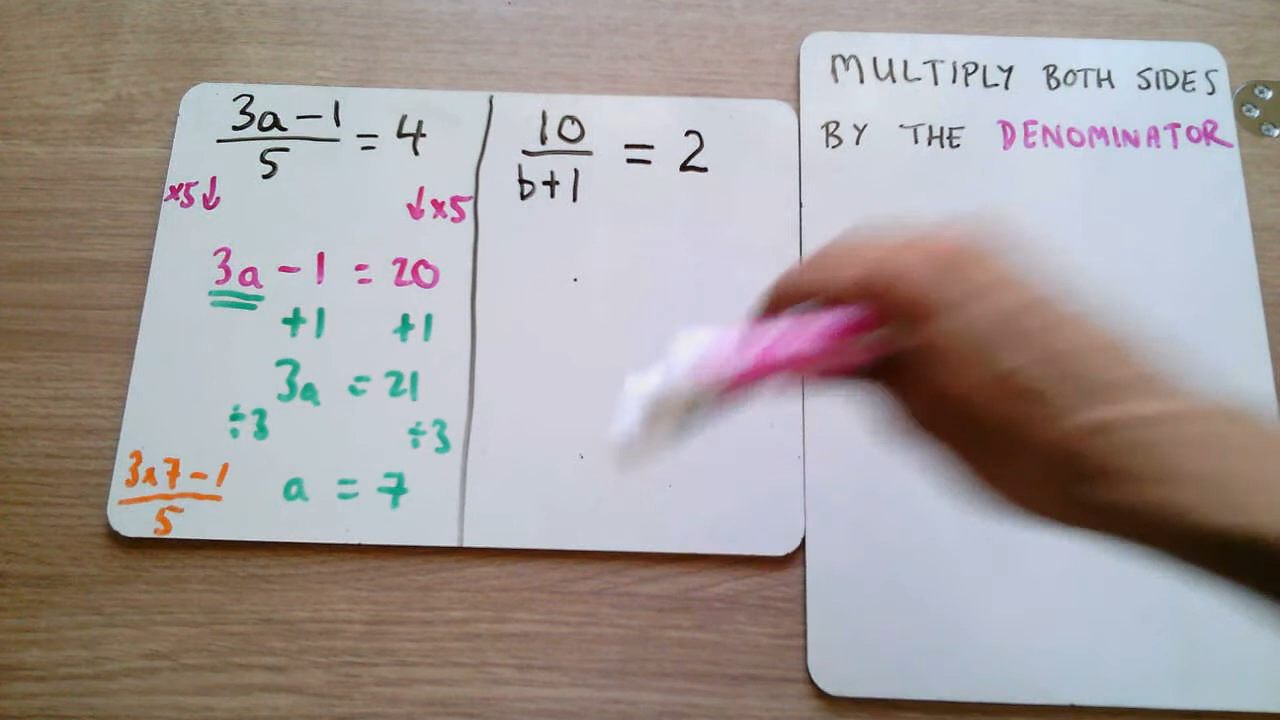 3a-1
5
= 4
×5↓ ↓×5
3a - 1 = 20
+1 +1
3a = 21
÷3 ÷3
a = 7
3×7-1
5
10
b+1
= 2
MULTIPLY BOTH SIDES
BY THE DENOMINATOR